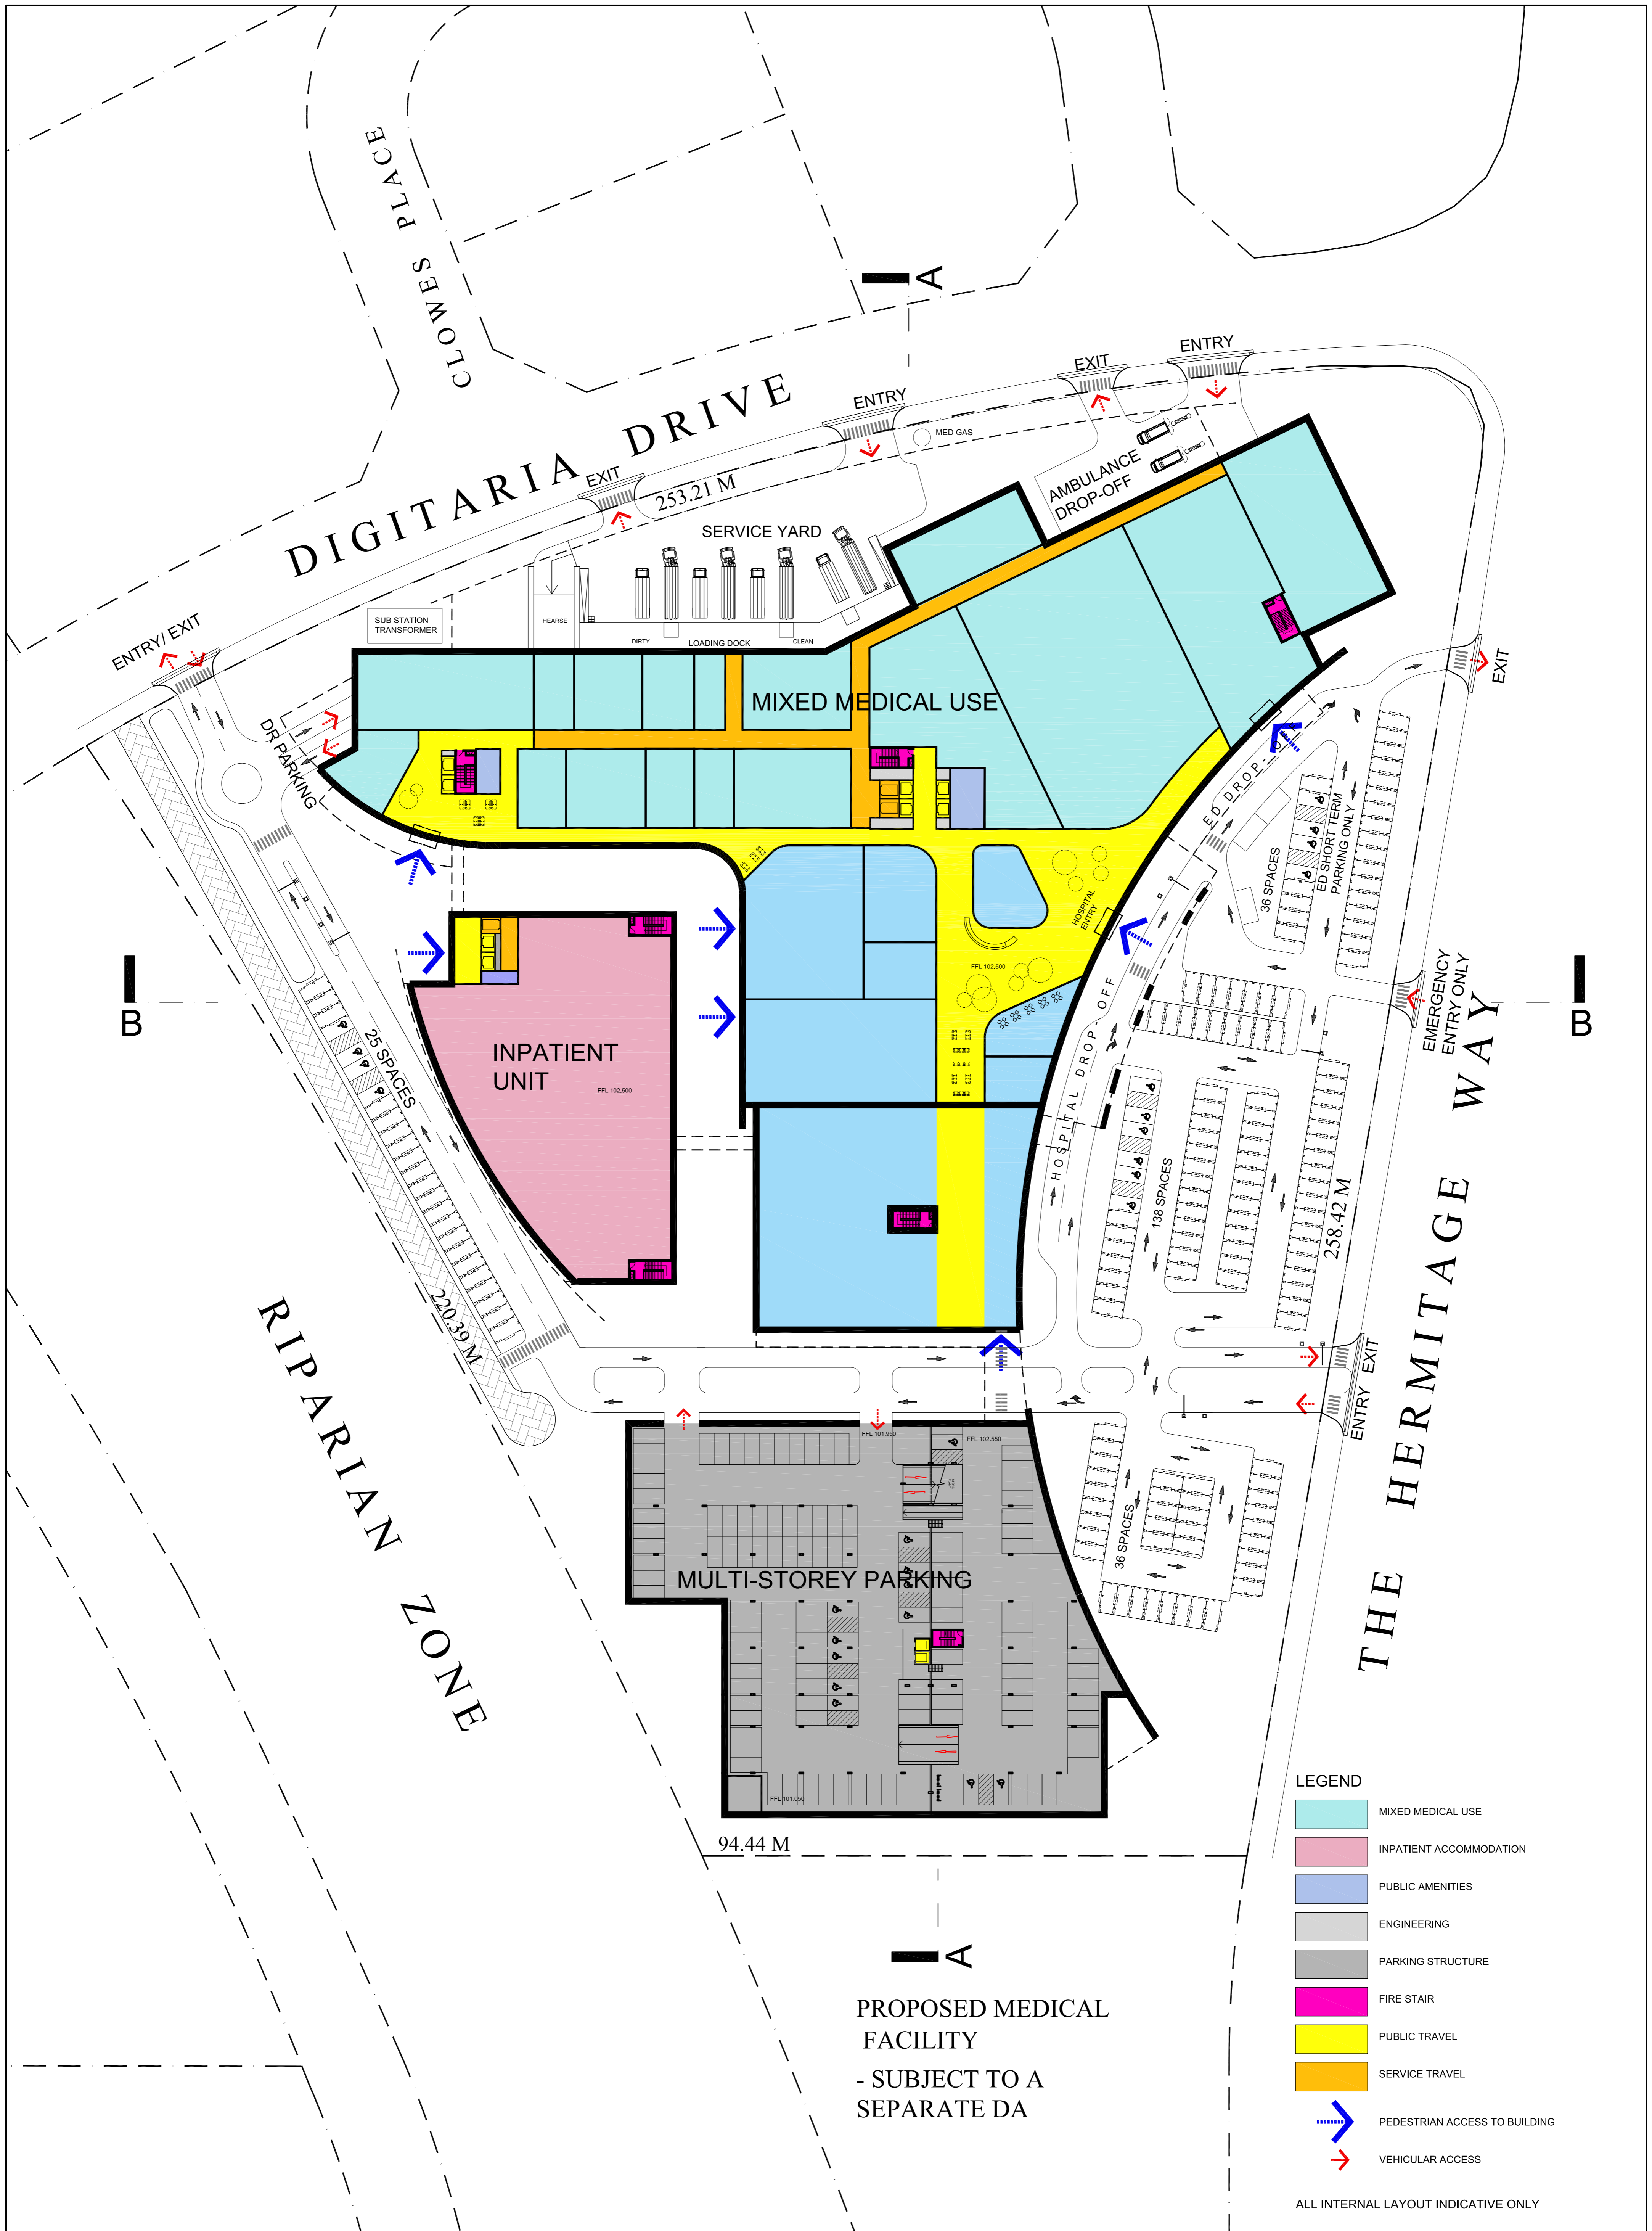 CLOWES PLACE
A
DIGITARIA DRIVE
ENTRY
EXIT
ENTRY
EXIT
253.21 M
MED GAS
AMBULANCE
DROP-OFF
SERVICE YARD
SUB STATION
TRANSFORMER
HEARSE
DIRTY
LOADING DOCK
CLEAN
ENTRY/ EXIT
DR PARKING
MIXED MEDICAL USE
EXIT
ED DROP-
ED SHORT TERM
PARKING ONLY
36 SPACES
HOSPITAL
ENTRY
FFL 102.500
B
B
EMERGENCY
ENTRY ONLY
25 SPACES
INPATIENT
UNIT
FFL 102.500
HOSPITAL DROP-OFF
138 SPACES
258.42 M
THE HERMITAGE WAY
220.39 M
RIPARIAN ZONE
EXIT
ENTRY
FFL 101.950
FFL 102.550
36 SPACES
MULTI-STOREY PARKING
FFL 101.050
94.44 M
A
PROPOSED MEDICAL
FACILITY
- SUBJECT TO A
SEPARATE DA
LEGEND
MIXED MEDICAL USE
INPATIENT ACCOMMODATION
PUBLIC AMENITIES
ENGINEERING
PARKING STRUCTURE
FIRE STAIR
PUBLIC TRAVEL
SERVICE TRAVEL
PEDESTRIAN ACCESS TO BUILDING
VEHICULAR ACCESS
ALL INTERNAL LAYOUT INDICATIVE ONLY